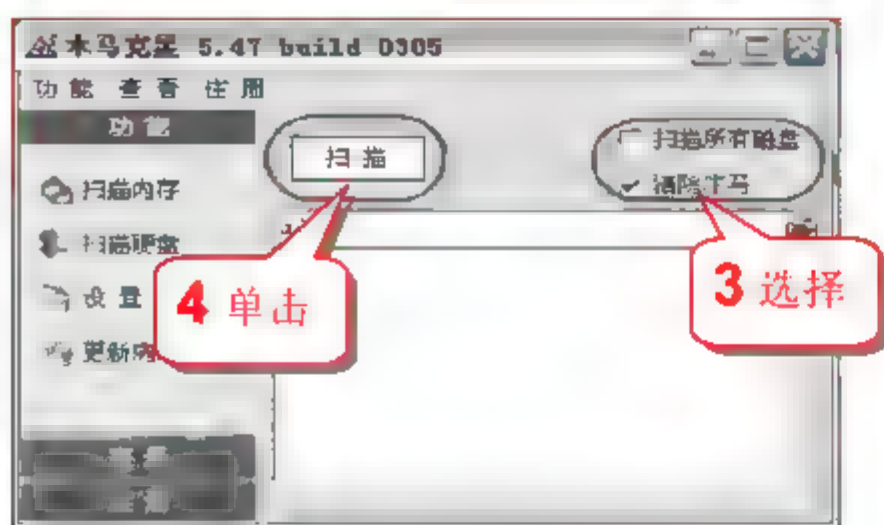 木马克星 5.47 build 0305
功能 查看 注册
功能
扫描
扫描所有磁盘
清除木马
扫描内存
扫描硬盘
设置
更新
4 单击
3 选择